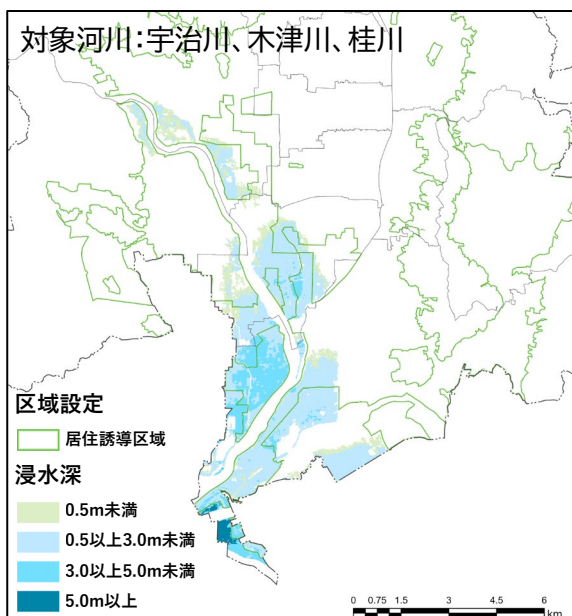 対象河川:宇治川、木津川、桂川
区域設定
居住誘導区域
浸水深
0.5m未満
0.5以上3.0m未満
3.0以上5.0m未満
5.0m以上
0 0.75 1.5 3 4.5 6
km